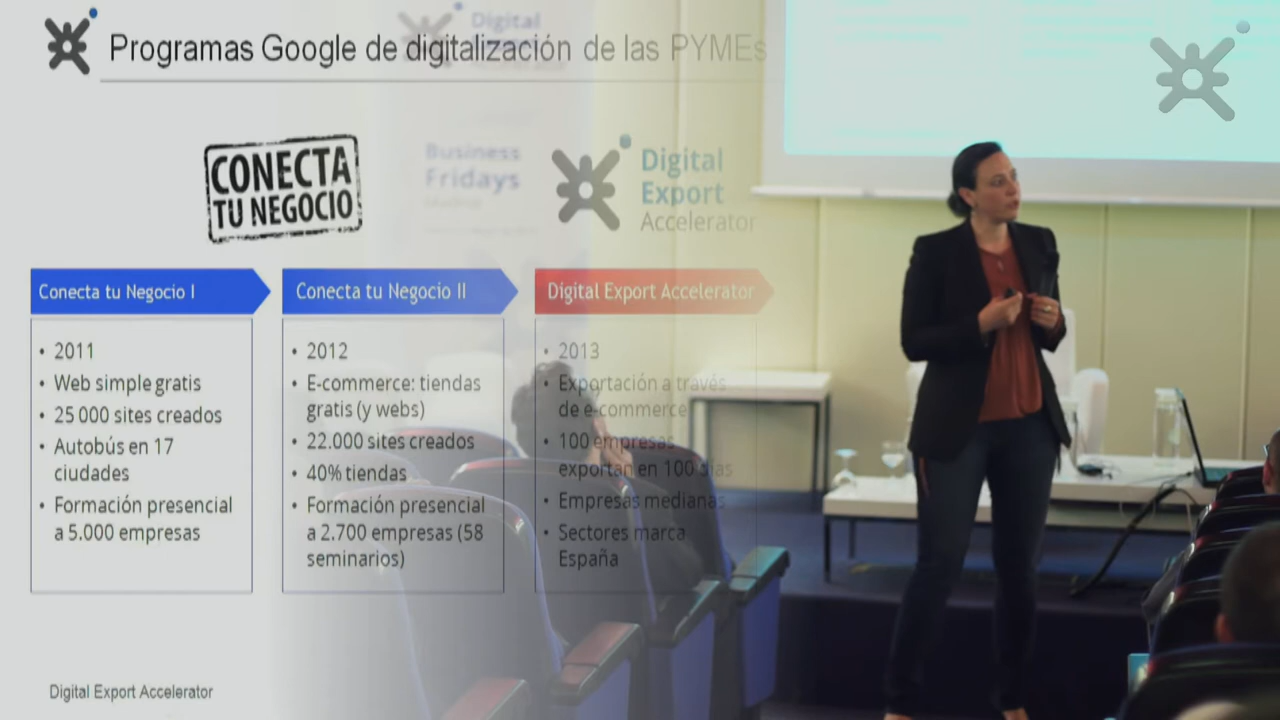 Programas Google de digitalización de las PYMEs
Digital
CONECTA
TU NEGOCIO
Business
Fridays
Madrid
Digital
Export
Accelerator
Conecta tu Negocio I
• 2011
• Web simple gratis
• 25 000 sites creados
• Autobús en 17
ciudades
• Formación presencial
a 5.000 empresas
Conecta tu Negocio II
• 2012
• E-commerce: tiendas
gratis (y webs)
• 22.000 sites creados
• 40% tiendas
• Formación presencial
a 2.700 empresas (58
seminarios)
Digital Export Accelerator
• 2013
• Exportación a través
de e-commerce
• 100 empresas
exportan en 100 días
• Empresas medianas
• Sectores marca
España
Digital Export Accelerator